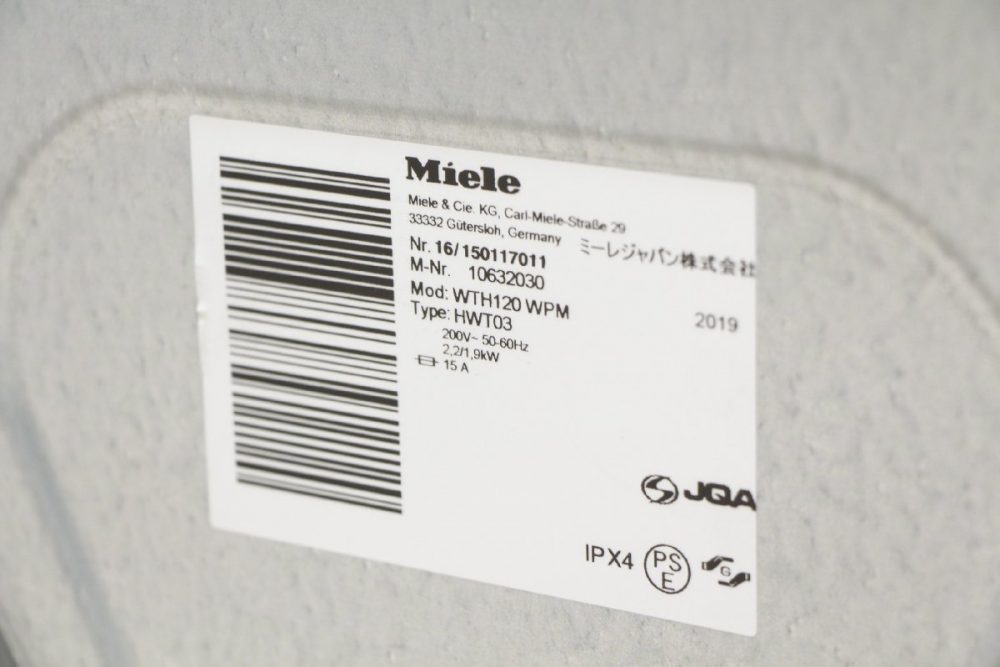 Miele
Miele & Cie. KG, Carl-Miele-Straße 29
33332 Gütersloh, Germany
ミーレジャパン株式会社
Nr. 16/150117011
M-Nr. 10632030
Mod: WTH120 WPM
2019
Type: HWT03
200V~ 50-60Hz
2,2/1,9kW
15 A
JQA
IPX4 PS E G